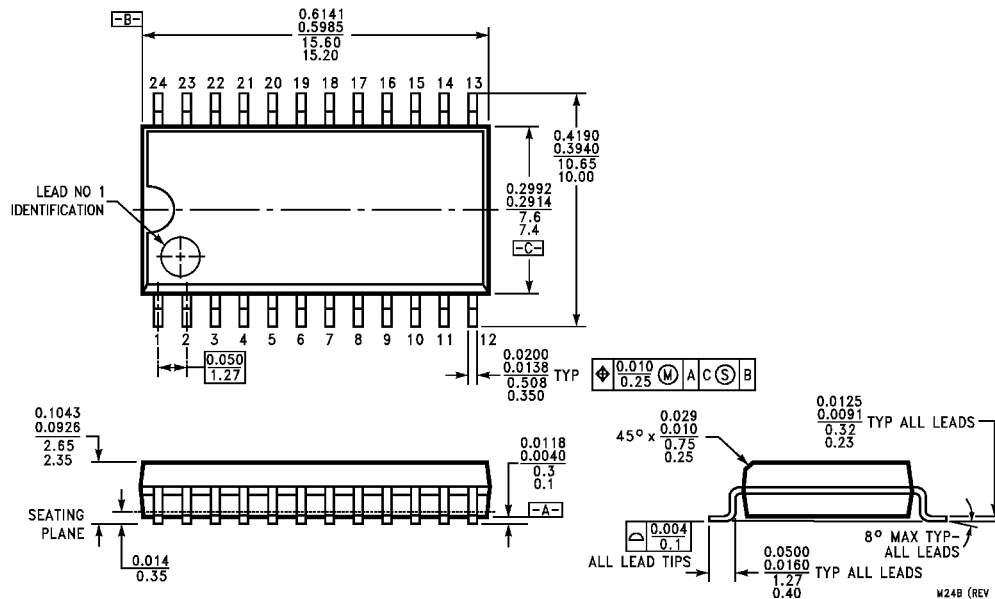 -B-
0.6141
0.5985
15.60
15.20
24 23 22 21 20 19 18 17 16 15 14 13
0.4190
0.3940
10.65
10.00
0.2992
0.2914
7.6
7.4
-C-
LEAD NO 1
IDENTIFICATION
1 2 3 4 5 6 7 8 9 10 11 12
0.050
1.27
0.0200
0.0138
0.508
0.350
TYP
0.010
0.25
M A C S B
0.1043
0.0926
2.65
2.35
0.0118
0.0040
0.3
0.1
-A-
SEATING
PLANE
0.014
0.35
45° x
0.029
0.010
0.75
0.25
0.0125
0.0091
0.32
0.23
TYP ALL LEADS
0.004
0.1
ALL LEAD TIPS
0.0500
0.0160
1.27
0.40
TYP ALL LEADS
8° MAX TYP-
ALL LEADS
M24B (REV